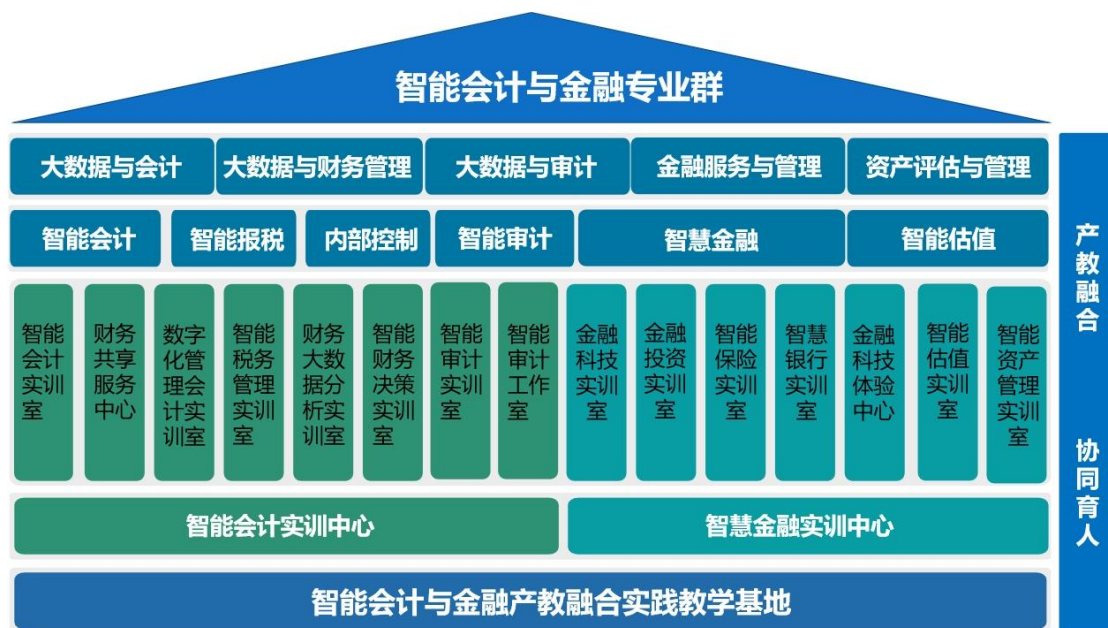 智能会计与金融专业群
大数据与会计
大数据与财务管理
大数据与审计
金融服务与管理
资产评估与管理
智能会计
智能报税
内部控制
智能审计
智慧金融
智能估值
智能
会计
实训
室
财务
共享
服务
中心
数字
化管
理会
计实
训室
智能
税务
管理
实训
室
财务
大数
据分
析实
训室
智能
财务
决策
实训
室
智能
审计
实训
室
智能
审计
工作
室
金融
科技
实训
室
金融
投资
实训
室
智能
保险
实训
室
智慧
银行
实训
室
金融
科技
体验
中心
智能
估值
实训
室
智能
资产
管理
实训
室
智能会计实训中心
智慧金融实训中心
智能会计与金融产教融合实践教学基地
产教融合
协同育人